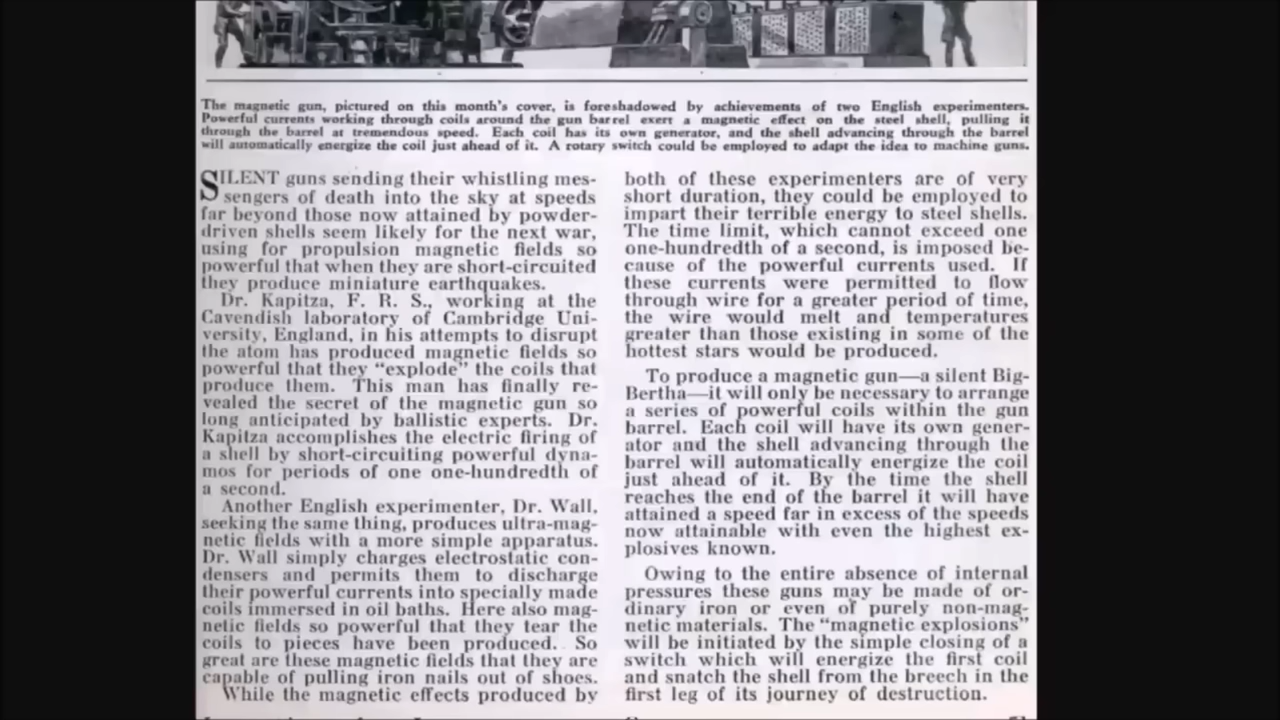 The magnetic gun, pictured on this month's cover, is foreshadowed by achievements of two English experimenters.
Powerful currents working through coils around the gun barrel exert a magnetic effect on the steel shell, pulling it
through the barrel at tremendous speed. Each coil has its own generator, and the shell advancing through the barrel
will automatically energize the coil just ahead of it. A rotary switch could be employed to adapt the idea to machine guns.
SILENT guns sending their whistling mes-
sengers of death into the sky at speeds
far beyond those now attained by powder-
driven shells seem likely for the next war,
using for propulsion magnetic fields so
powerful that when they are short-circuited
they produce miniature earthquakes.
Dr. Kapitza, F. R. S., working at the
Cavendish laboratory of Cambridge Uni-
versity, England, in his attempts to disrupt
the atom has produced magnetic fields so
powerful that they "explode" the coils that
produce them. This man has finally re-
vealed the secret of the magnetic gun so
long anticipated by ballistic experts. Dr.
Kapitza accomplishes the electric firing of
a shell by short-circuiting powerful dyna-
mos for periods of one one-hundredth of
a second.
Another English experimenter, Dr. Wall,
seeking the same thing, produces ultra-mag-
netic fields with a more simple apparatus.
Dr. Wall simply charges electrostatic con-
densers and permits them to discharge
their powerful currents into specially made
coils immersed in oil baths. Here also mag-
netic fields so powerful that they tear the
coils to pieces have been produced. So
great are these magnetic fields that they are
capable of pulling iron nails out of shoes.
While the magnetic effects produced by
both of these experimenters are of very
short duration, they could be employed to
impart their terrible energy to steel shells.
The time limit, which cannot exceed one
one-hundredth of a second, is imposed be-
cause of the powerful currents used. If
these currents were permitted to flow
through wire for a greater period of time,
the wire would melt and temperatures
greater than those existing in some of the
hottest stars would be produced.
To produce a magnetic gun—a silent Big-
Bertha—it will only be necessary to arrange
a series of powerful coils within the gun
barrel. Each coil will have its own gener-
ator and the shell advancing through the
barrel will automatically energize the coil
just ahead of it. By the time the shell
reaches the end of the barrel it will have
attained a speed far in excess of the speeds
now attainable with even the highest ex-
plosives known.
Owing to the entire absence of internal
pressures these guns may be made of or-
dinary iron or even of purely non-mag-
netic materials. The "magnetic explosions"
will be initiated by the simple closing of a
switch which will energize the first coil
and snatch the shell from the breech in the
first leg of its journey of destruction.